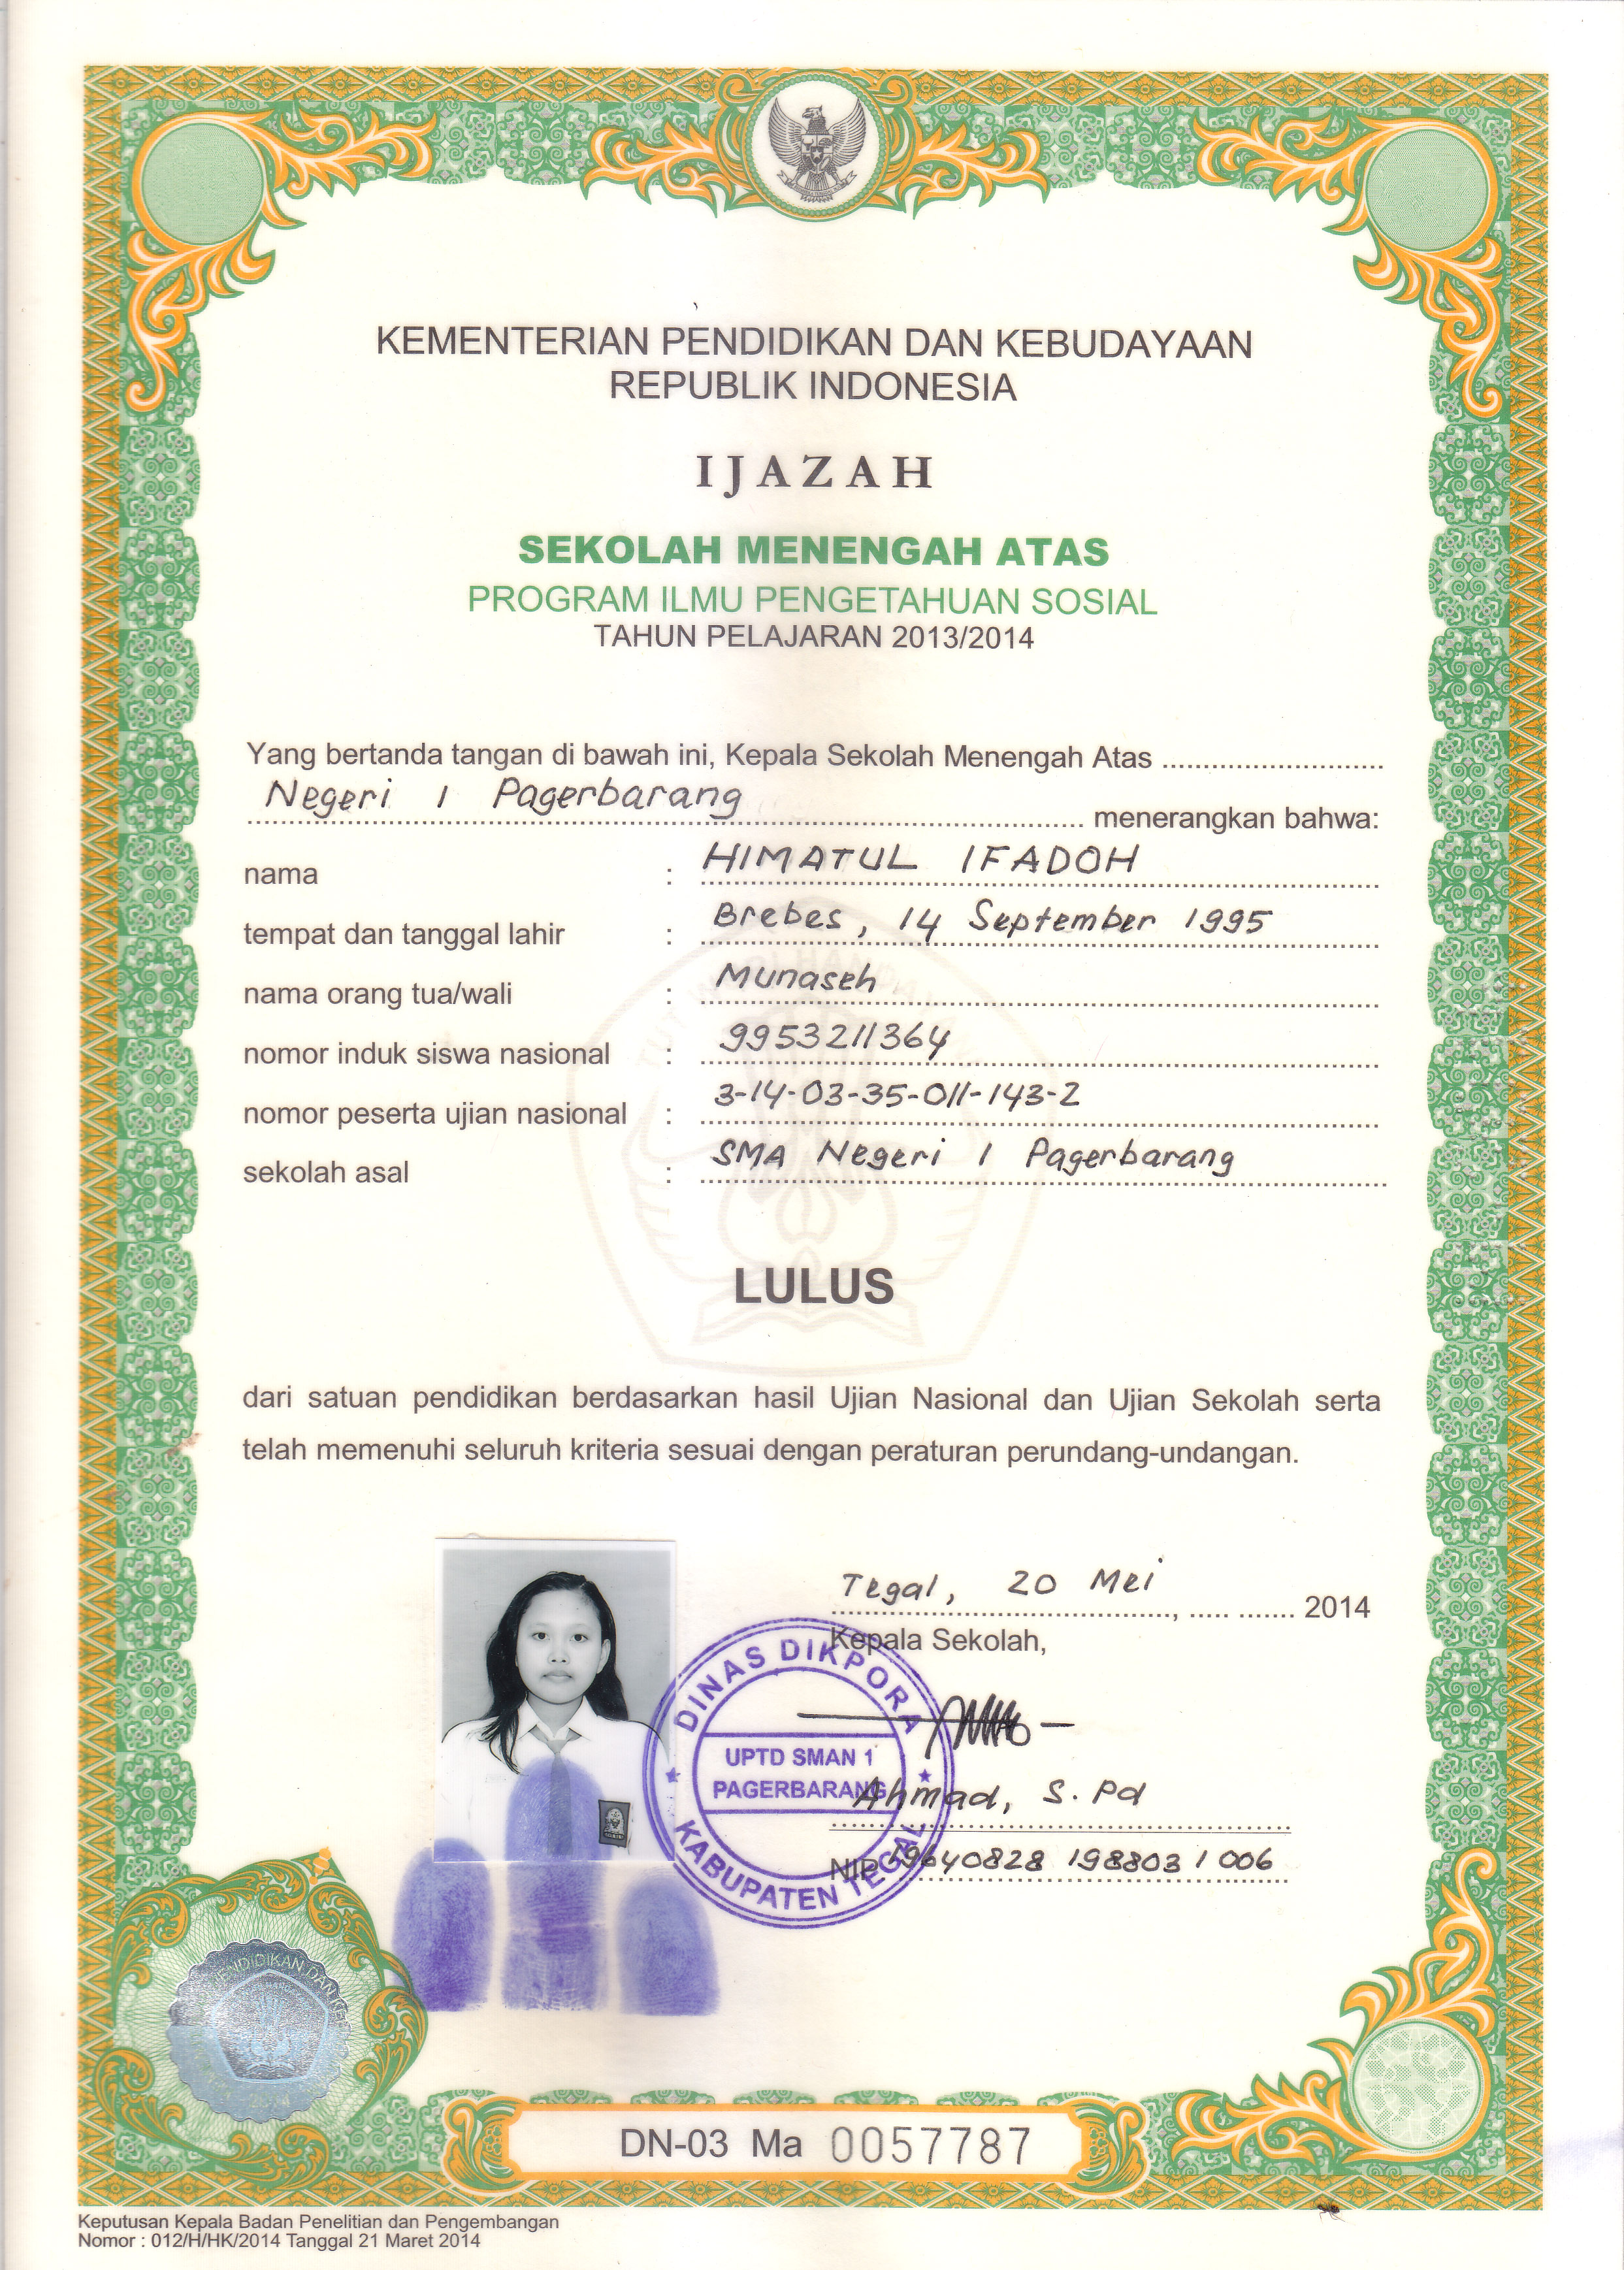 KEMENTERIAN PENDIDIKAN DAN KEBUDAYAAN
REPUBLIK INDONESIA
IJAZAH
SEKOLAH MENENGAH ATAS
PROGRAM ILMU PENGETAHUAN SOSIAL
TAHUN PELAJARAN 2013/2014
Yang bertanda tangan di bawah ini, Kepala Sekolah Menengah Atas
Negeri 1 Pagerbarang menerangkan bahwa:
nama : HIMATUL IFADOH
tempat dan tanggal lahir : Brebes, 14 September 1995
nama orang tua/wali : Munaseh
nomor induk siswa nasional : 9953211364
nomor peserta ujian nasional : 3-14-03-35-011-143-2
sekolah asal : SMA Negeri 1 Pagerbarang
LULUS
dari satuan pendidikan berdasarkan hasil Ujian Nasional dan Ujian Sekolah serta
telah memenuhi seluruh kriteria sesuai dengan peraturan perundang-undangan.
Tegal, 20 Mei 2014
Kepala Sekolah,
DINAS DIKPORA
UPTD SMAN 1
PAGERBARANG
KABUPATEN TEGAL
Ahmad, S. Pd
NIP 19640828 198803 1 006
DN-03 Ma 0057787
Keputusan Kepala Badan Penelitian dan Pengembangan
Nomor : 012/H/HK/2014 Tanggal 21 Maret 2014